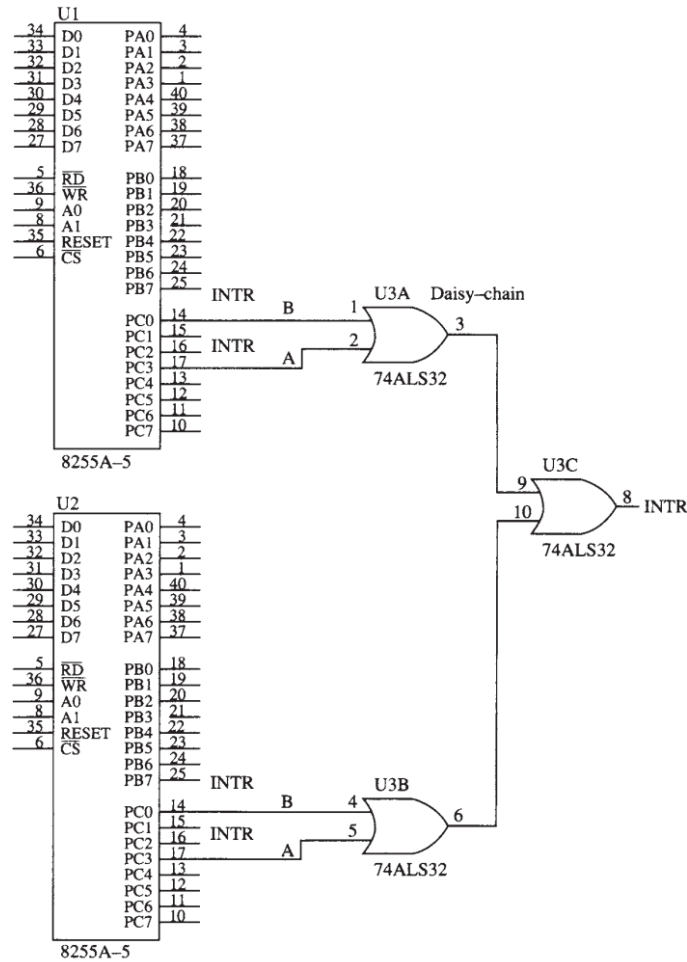 U1
34 D0 PA0 4
33 D1 PA1 3
32 D2 PA2 2
31 D3 PA3 1
30 D4 PA4 40
29 D5 PA5 39
28 D6 PA6 38
27 D7 PA7 37
5 RD PB0 18
36 WR PB1 19
9 A0 PB2 20
8 A1 PB3 21
35 RESET PB4 22
6 CS PB5 23
PB6 24
PB7 25
INTR
U3A Daisy–chain
PC0 14 B 1 3
PC1 15
PC2 16 INTR 2
PC3 17 A
PC4 13 74ALS32
PC5 12
PC6 11
PC7 10
8255A–5
U3C
9 8 INTR
10
74ALS32
U2
34 D0 PA0 4
33 D1 PA1 3
32 D2 PA2 2
31 D3 PA3 1
30 D4 PA4 40
29 D5 PA5 39
28 D6 PA6 38
27 D7 PA7 37
5 RD PB0 18
36 WR PB1 19
9 A0 PB2 20
8 A1 PB3 21
35 RESET PB4 22
6 CS PB5 23
PB6 24
PB7 25
INTR
U3B
PC0 14 B 4 6
PC1 15
PC2 16 INTR 5
PC3 17 A
PC4 13 74ALS32
PC5 12
PC6 11
PC7 10
8255A–5